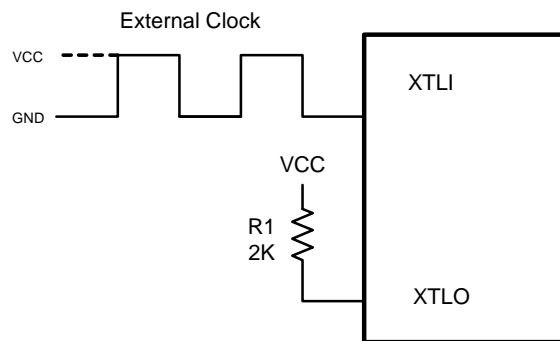 External Clock
VCC
GND
XTLI
VCC
R1
2K
XTLO